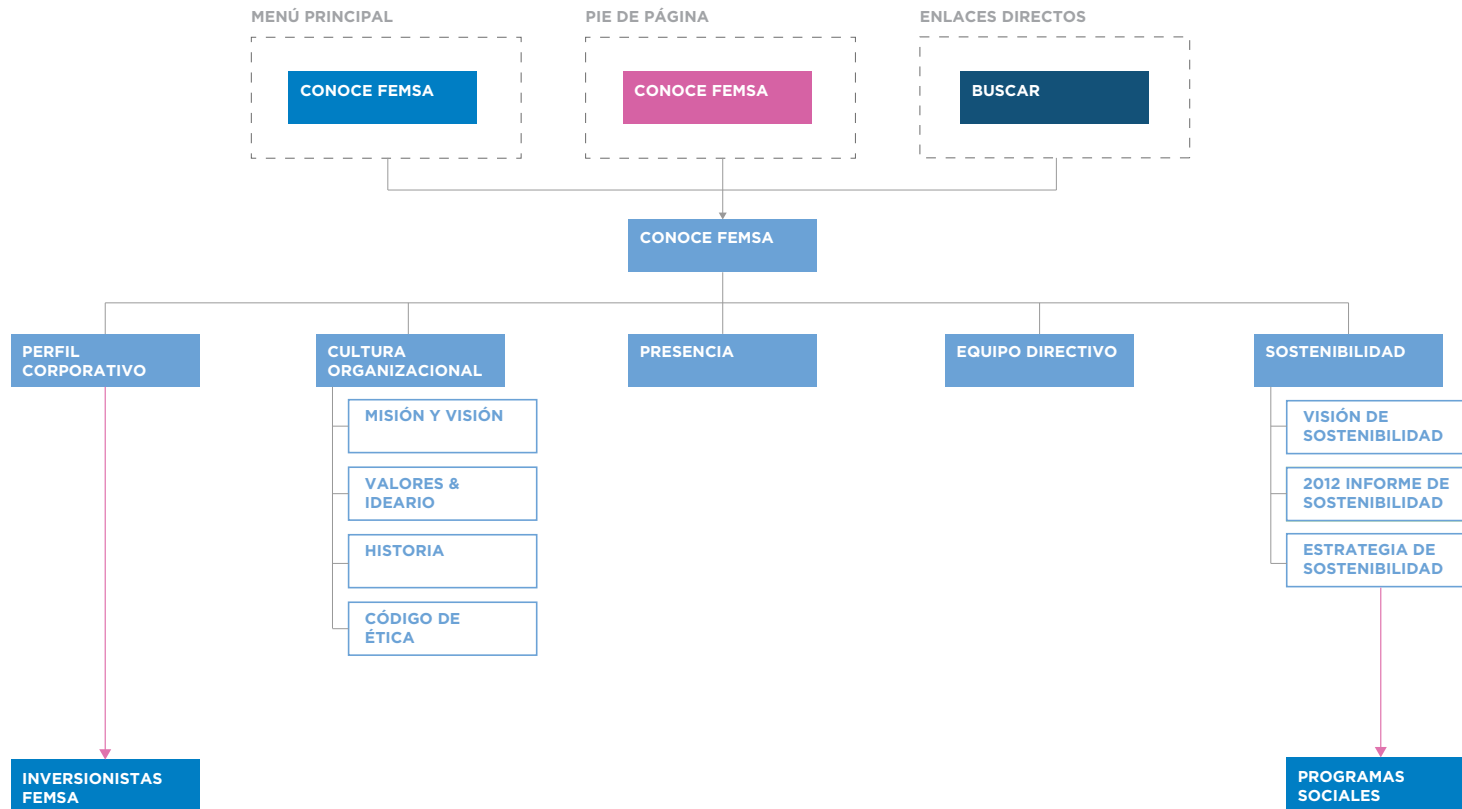 MENÚ PRINCIPAL
PIE DE PÁGINA
ENLACES DIRECTOS
CONOCE FEMSA
CONOCE FEMSA
BUSCAR
CONOCE FEMSA
PERFIL
CORPORATIVO
CULTURA
ORGANIZACIONAL
PRESENCIA
EQUIPO DIRECTIVO
SOSTENIBILIDAD
MISIÓN Y VISIÓN
VALORES &
IDEARIO
HISTORIA
CÓDIGO DE
ÉTICA
VISIÓN DE
SOSTENIBILIDAD
2012 INFORME DE
SOSTENIBILIDAD
ESTRATEGIA DE
SOSTENIBILIDAD
INVERSIONISTAS
FEMSA
PROGRAMAS
SOCIALES